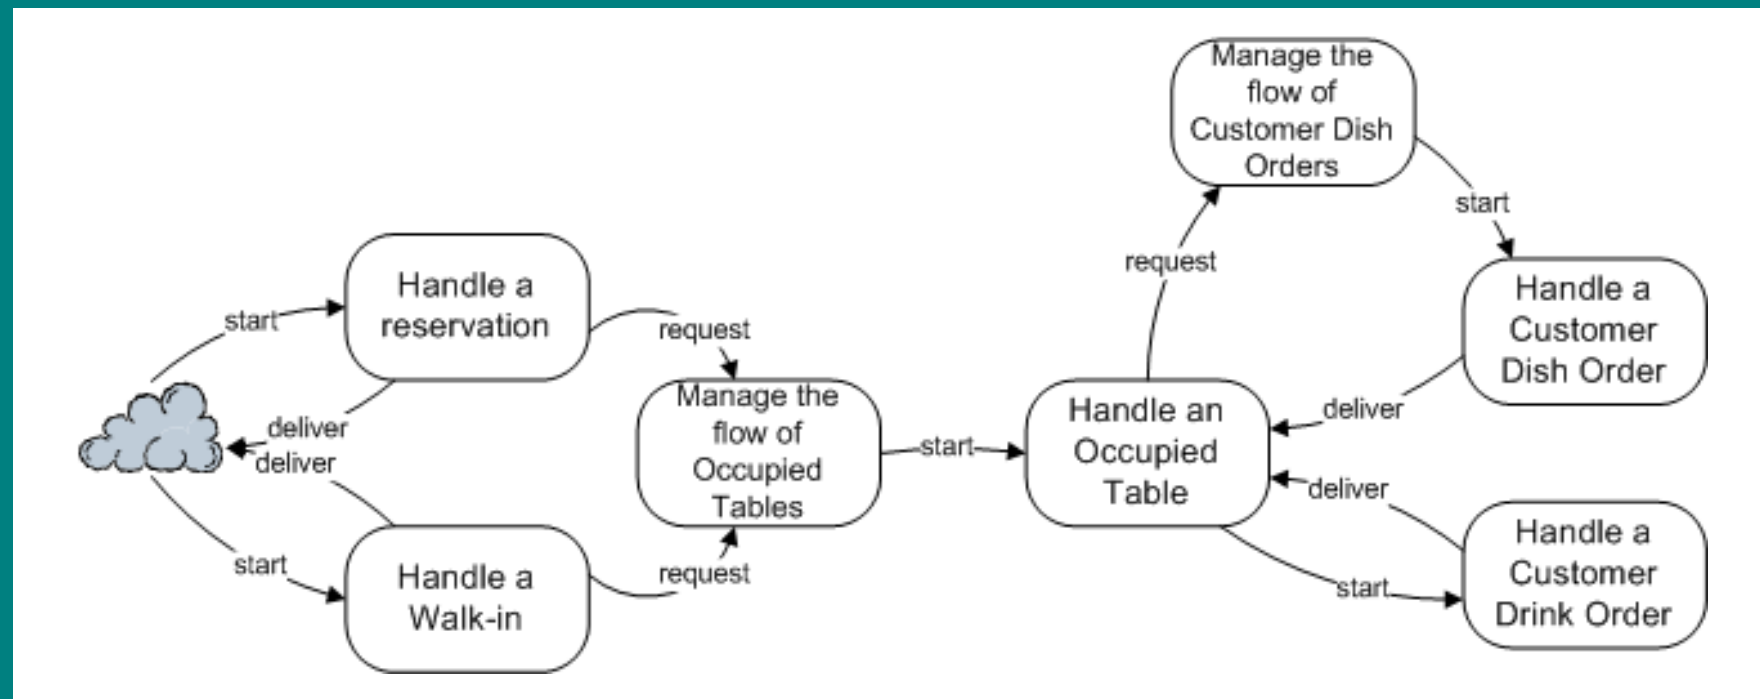 Manage the
flow of
Customer Dish
Orders
start
request
Handle a
reservation
start
request
deliver
deliver
Manage the
flow of
Occupied
Tables
start
Handle an
Occupied
Table
Handle a
Customer
Dish Order
deliver
deliver
start
Handle a
Customer
Drink Order
start
Handle a
Walk-in
request